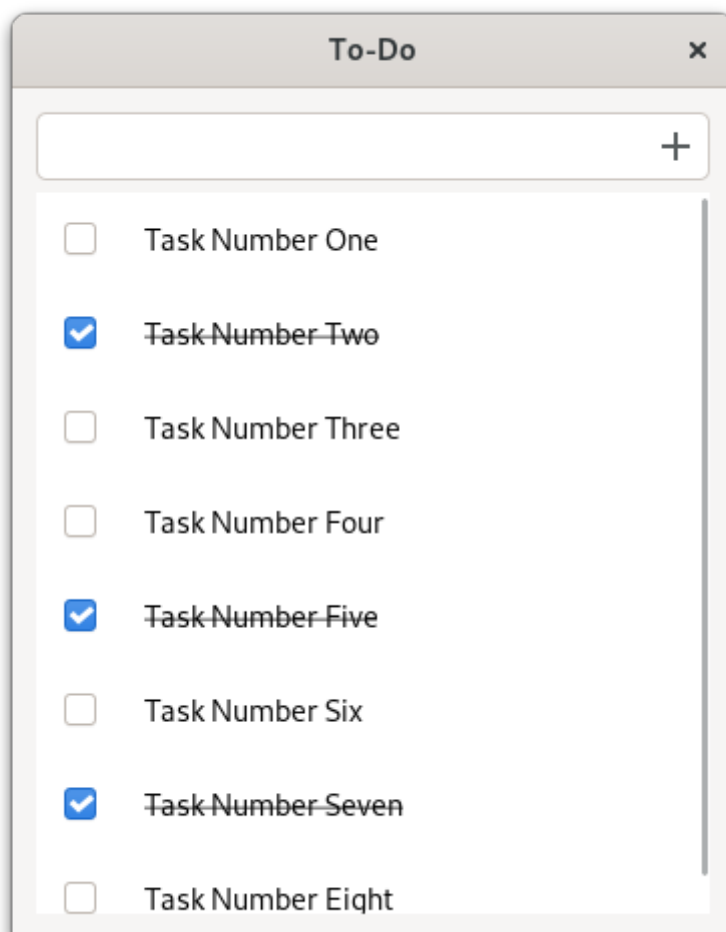 To-Do
Task Number One
Task Number Two
Task Number Three
Task Number Four
Task Number Five
Task Number Six
Task Number Seven
Task Number Eight